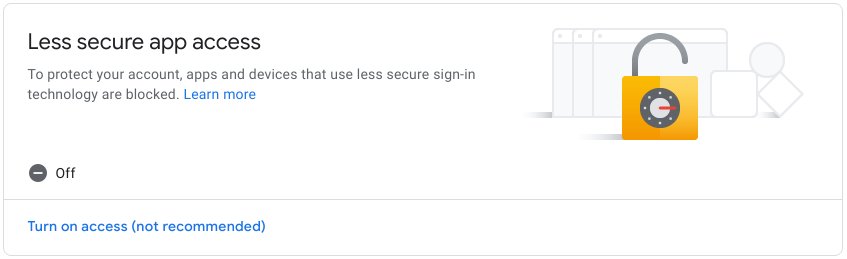 Less secure app access
To protect your account, apps and devices that use less secure sign-in
technology are blocked. Learn more
Off
Turn on access (not recommended)